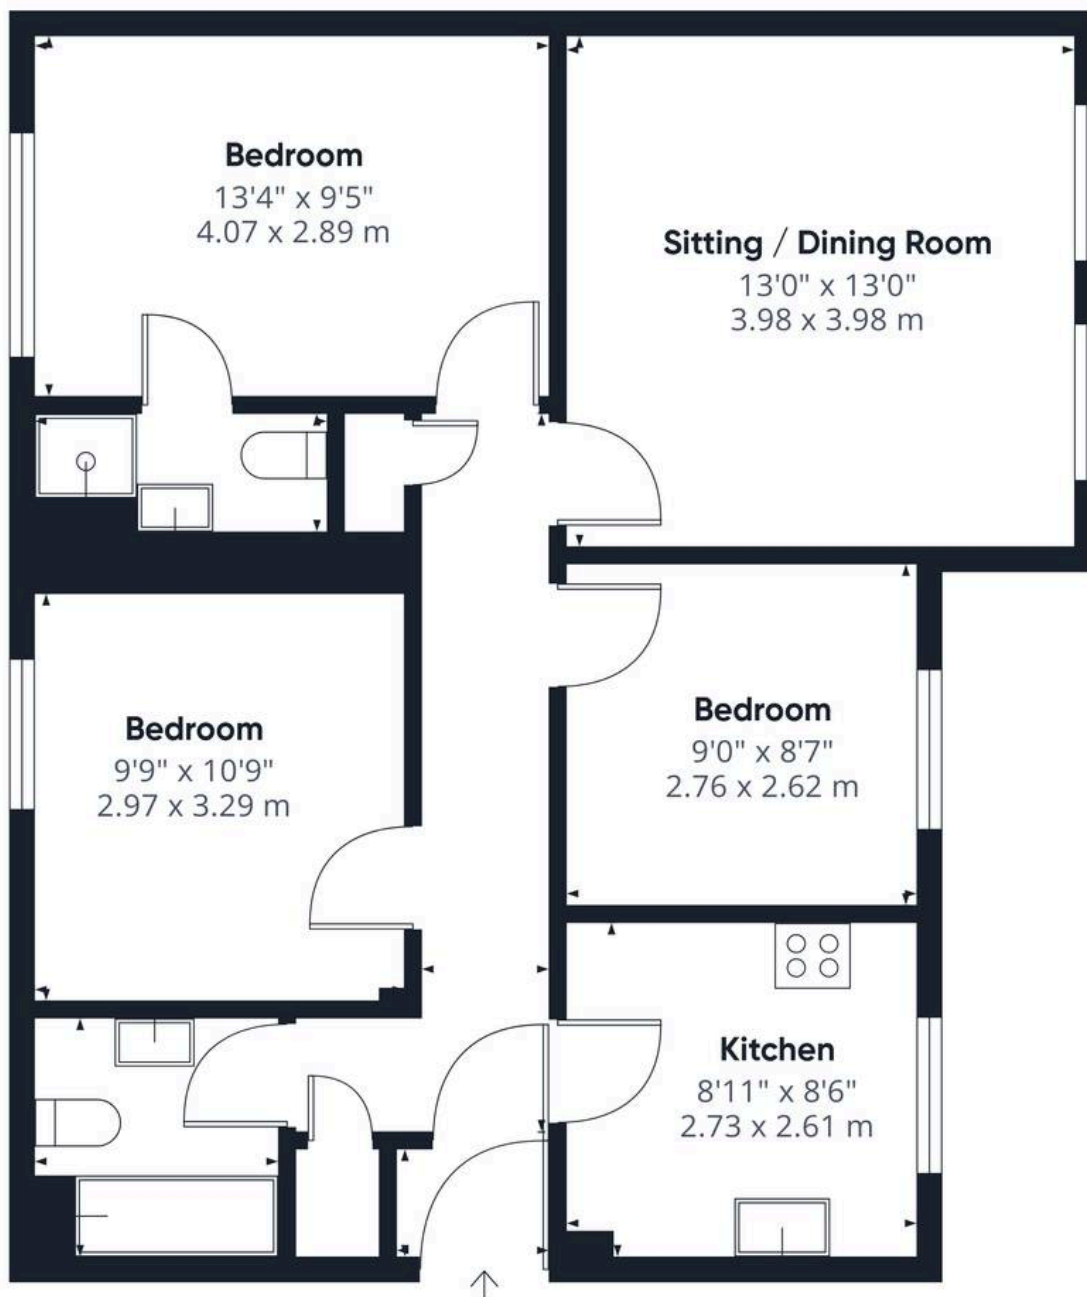 Bedroom
13'4" x 9'5"
4.07 x 2.89 m
Sitting / Dining Room
13'0" x 13'0"
3.98 x 3.98 m
Bedroom
9'9" x 10'9"
2.97 x 3.29 m
Bedroom
9'0" x 8'7"
2.76 x 2.62 m
Kitchen
8'11" x 8'6"
2.73 x 2.61 m